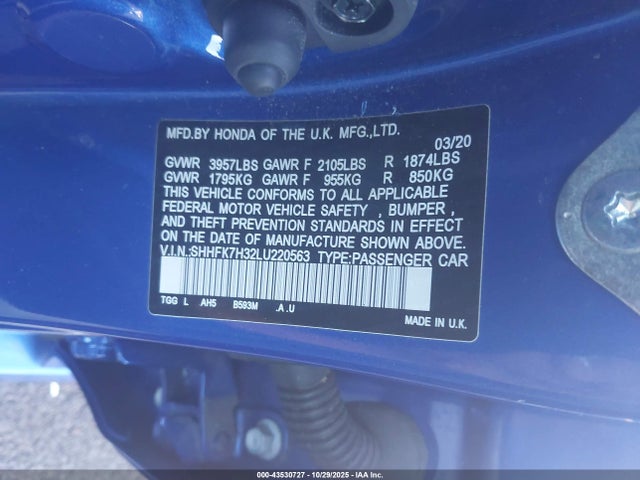 MFD.BY HONDA OF THE U.K. MFG.,LTD.
03/20
GVWR 3957LBS GAWR F 2105LBS R 1874LBS
GVWR 1795KG GAWR F 955KG R 850KG
THIS VEHICLE CONFORMS TO ALL APPLICABLE
FEDERAL MOTOR VEHICLE SAFETY , BUMPER ,
AND THEFT PREVENTION STANDARDS IN EFFECT
ON THE DATE OF MANUFACTURE SHOWN ABOVE.
V.I.N.:SHHFK7H32LU220563 TYPE:PASSENGER CAR
TGG L .AH5 B593M .A .U
MADE IN U.K.
000-43530727 - 10/29/2025 - IAAI, Inc.